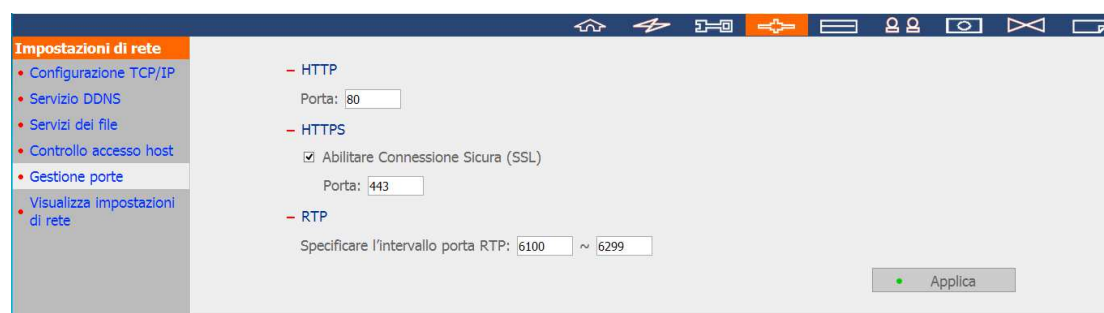 Impostazioni di rete
Configurazione TCP/IP
Servizio DDNS
Servizi dei file
Controllo accesso host
Gestione porte
Visualizza impostazioni
di rete
– HTTP
Porta: 80
– HTTPS
Abilitare Connessione Sicura (SSL)
Porta: 443
– RTP
Specificare l'intervallo porta RTP: 6100 ~ 6299
Applica